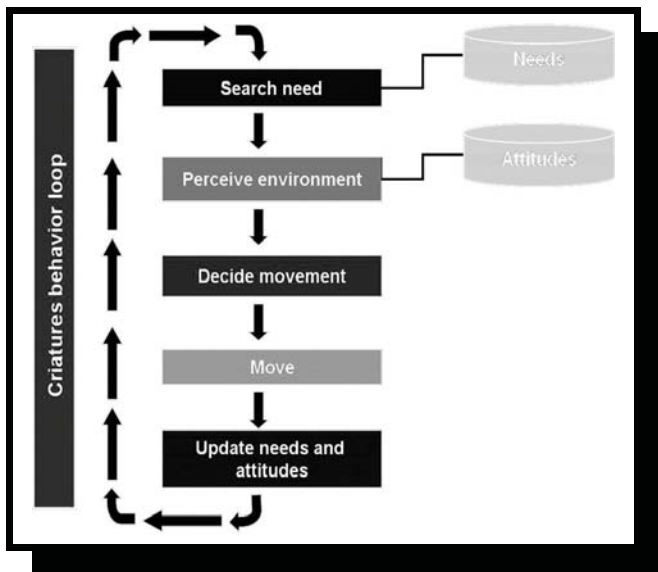 Criatures behavior loop
Search need
Needs
Perceive environment
Attitudes
Decide movement
Move
Update needs and
attitudes